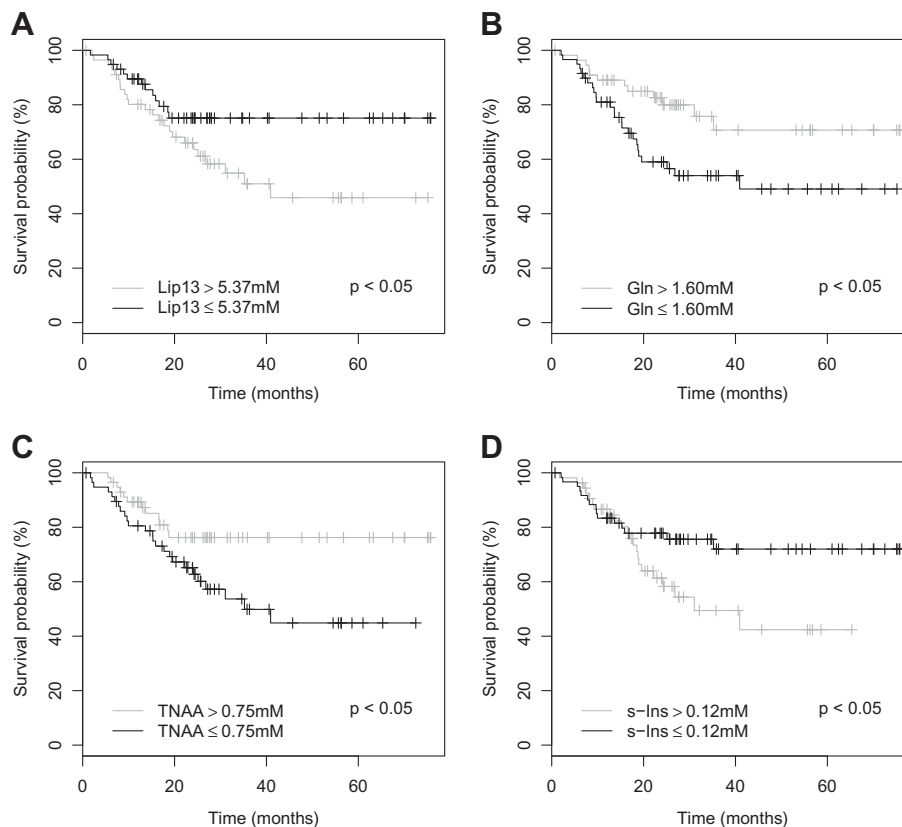 A
Survival probability (%)
100
80
60
40
20
0
Lip13 > 5.37mM
Lip13 ≤ 5.37mM
p < 0.05
0 20 40 60
Time (months)
B
Survival probability (%)
100
80
60
40
20
0
Gln > 1.60mM
Gln ≤ 1.60mM
p < 0.05
0 20 40 60
Time (months)
C
Survival probability (%)
100
80
60
40
20
0
TNAA > 0.75mM
TNAA ≤ 0.75mM
p < 0.05
0 20 40 60
Time (months)
D
Survival probability (%)
100
80
60
40
20
0
s−Ins > 0.12mM
s−Ins ≤ 0.12mM
p < 0.05
0 20 40 60
Time (months)